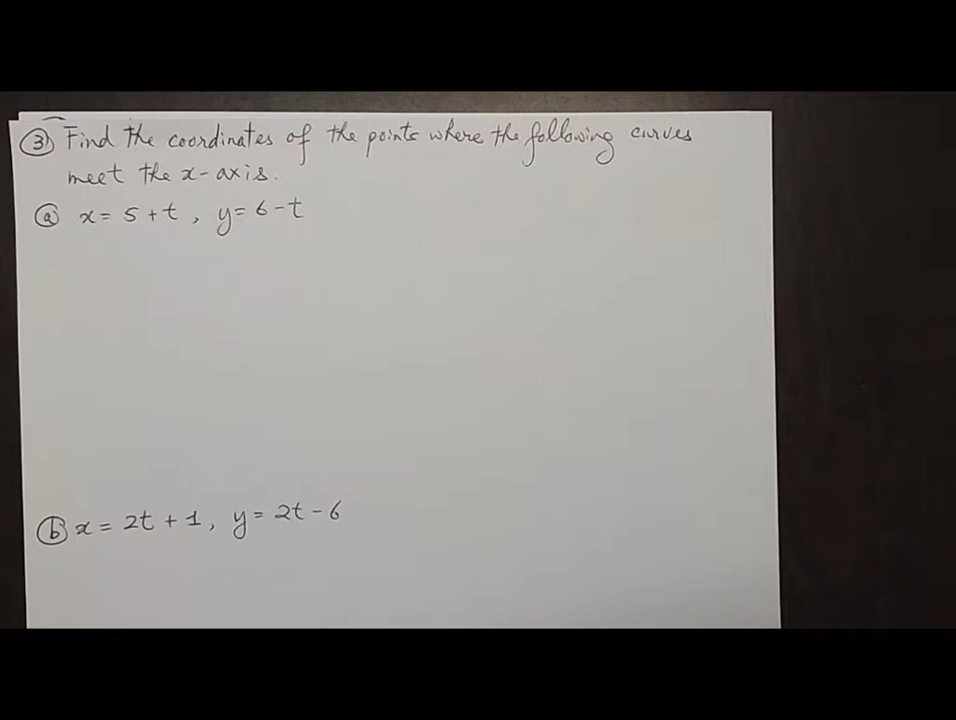 ③ Find the coordinates of the points where the following curves
meet the x-axis.
ⓐ x = 5 + t , y = 6 - t
ⓑ x = 2t + 1, y = 2t - 6